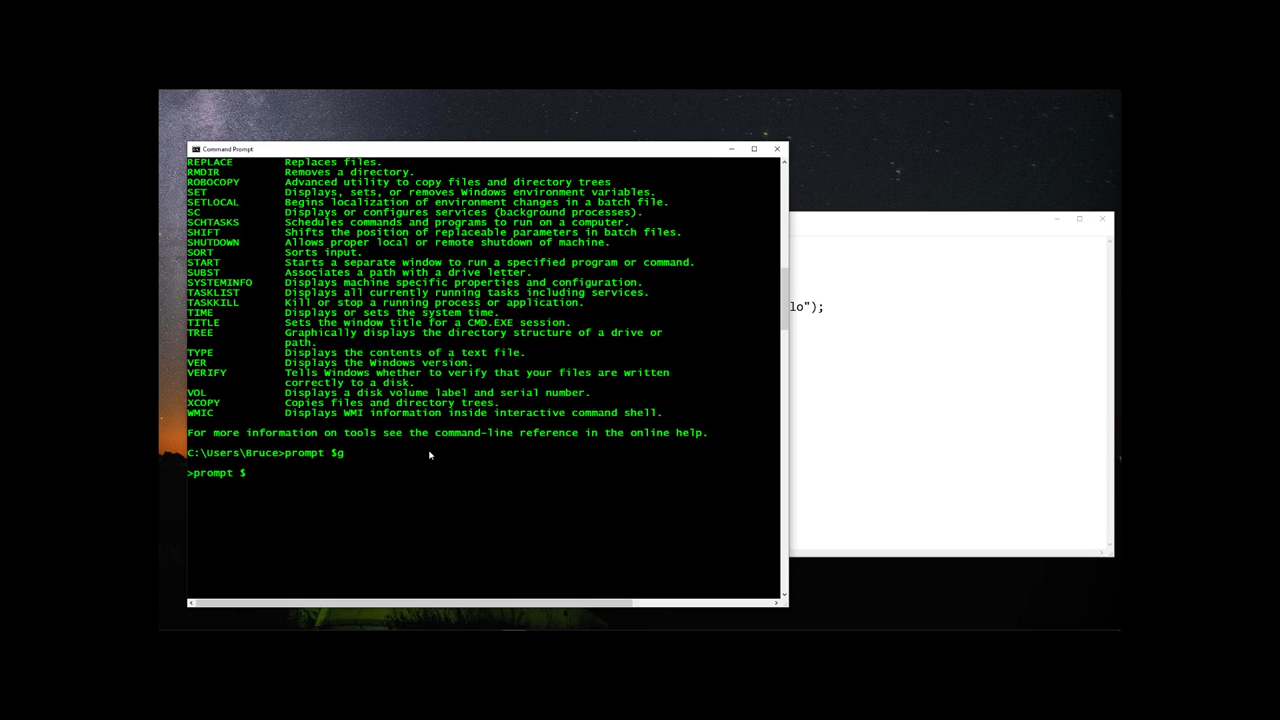 Command Prompt
REPLACE Replaces files.
RMDIR Removes a directory.
ROBOCOPY Advanced utility to copy files and directory trees
SET Displays, sets, or removes Windows environment variables.
SETLOCAL Begins localization of environment changes in a batch file.
SC Displays or configures services (background processes).
SCHTASKS Schedules commands and programs to run on a computer.
SHIFT Shifts the position of replaceable parameters in batch files.
SHUTDOWN Allows proper local or remote shutdown of machine.
SORT Sorts input.
START Starts a separate window to run a specified program or command.
SUBST Associates a path with a drive letter.
SYSTEMINFO Displays machine specific properties and configuration.
TASKLIST Displays all currently running tasks including services.
TASKKILL Kill or stop a running process or application.
TIME Displays or sets the system time.
TITLE Sets the window title for a CMD.EXE session.
TREE Graphically displays the directory structure of a drive or
path.
TYPE Displays the contents of a text file.
VER Displays the Windows version.
VERIFY Tells Windows whether to verify that your files are written
correctly to a disk.
VOL Displays a disk volume label and serial number.
XCOPY Copies files and directory trees.
WMIC Displays WMI information inside interactive command shell.
For more information on tools see the command-line reference in the online help.
C:\Users\Bruce>prompt $g
>prompt $
lo");